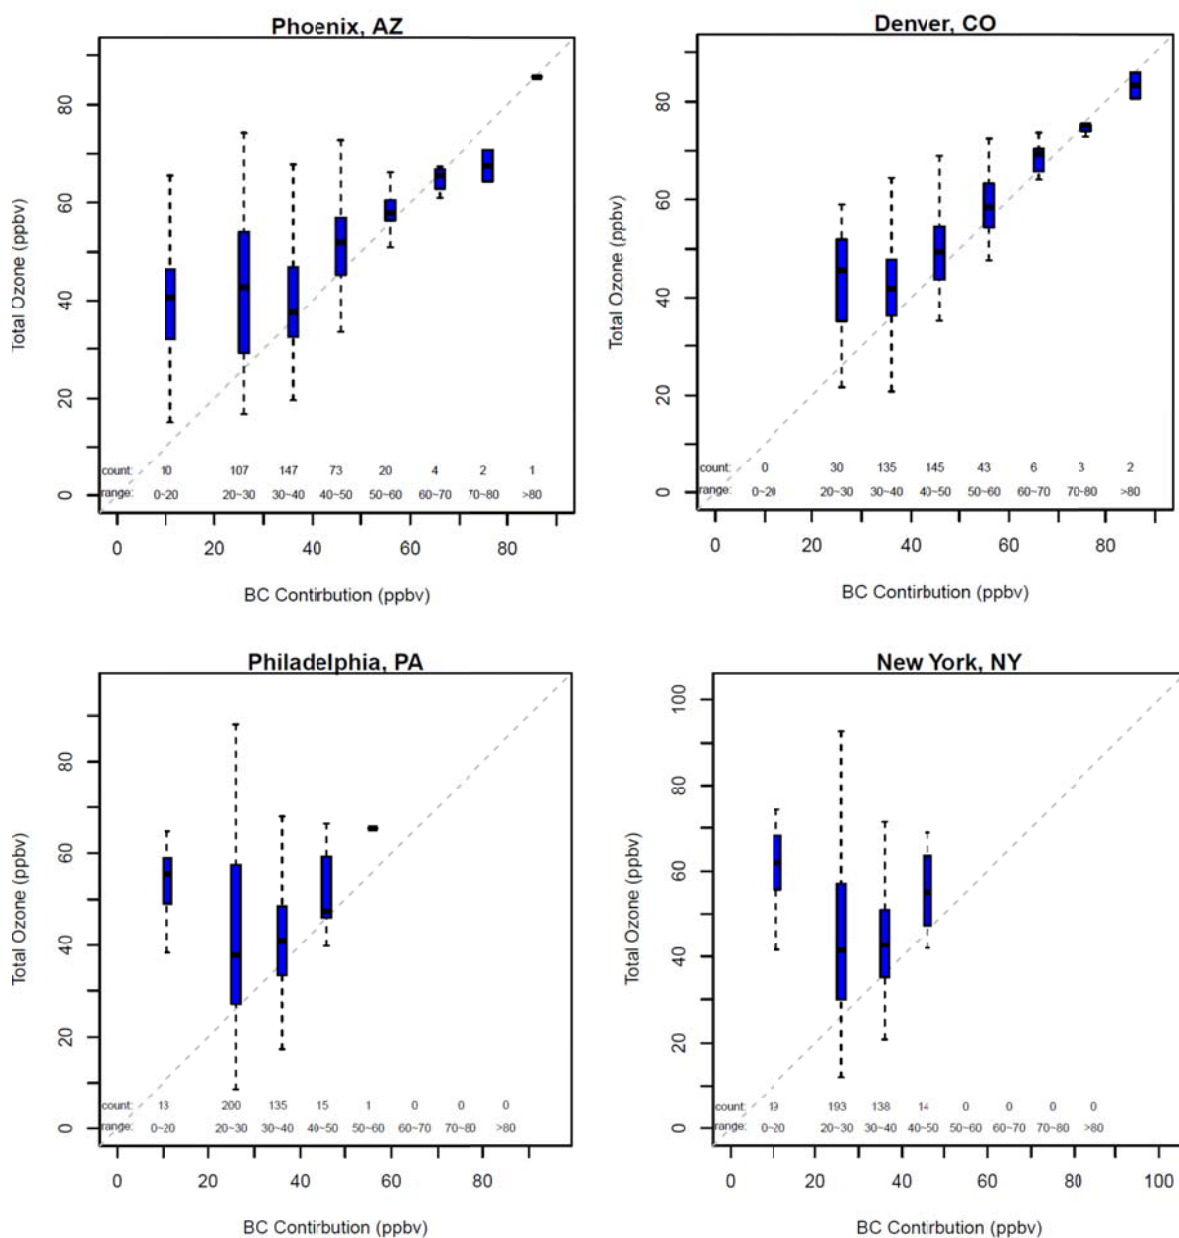 Phoenix, AZ
Total Ozone (ppbv)
80
60
40
20
0
count: 10 107 147 73 20 4 2 1
range: 0~20 20~30 30~40 40~50 50~60 60~70 70~80 >80
0 20 40 60 80
BC Contirbution (ppbv)
Denver, CO
Total Ozone (ppbv)
80
60
40
20
0
count: 0 30 135 145 43 6 3 2
range: 0~20 20~30 30~40 40~50 50~60 60~70 70~80 >80
0 20 40 60 80
BC Contirbution (ppbv)
Philadelphia, PA
Total Ozone (ppbv)
80
60
40
20
0
count: 13 200 135 15 1 0 0 0
range: 0~20 20~30 30~40 40~50 50~60 60~70 70~80 >80
0 20 40 60 80
BC Contirbution (ppbv)
New York, NY
Total Ozone (ppbv)
100
80
60
40
20
0
count: 19 193 138 14 0 0 0 0
range: 0~20 20~30 30~40 40~50 50~60 60~70 70~80 >80
0 20 40 60 80 100
BC Contirbution (ppbv)